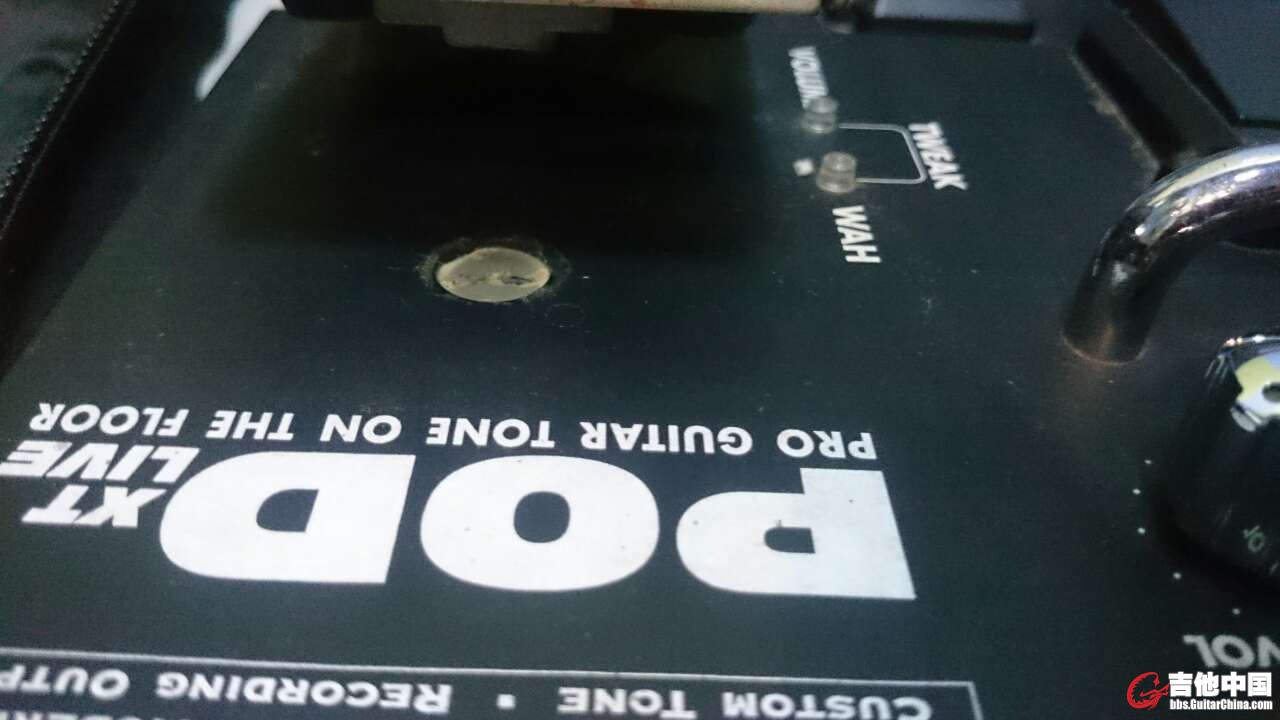 TWEAK
WAH
VOL
CUSTOM TONE • RECORDING
POD
XT
LIVE
PRO GUITAR TONE ON THE FLOOR
吉他中国
bbs.GuitarChina.com